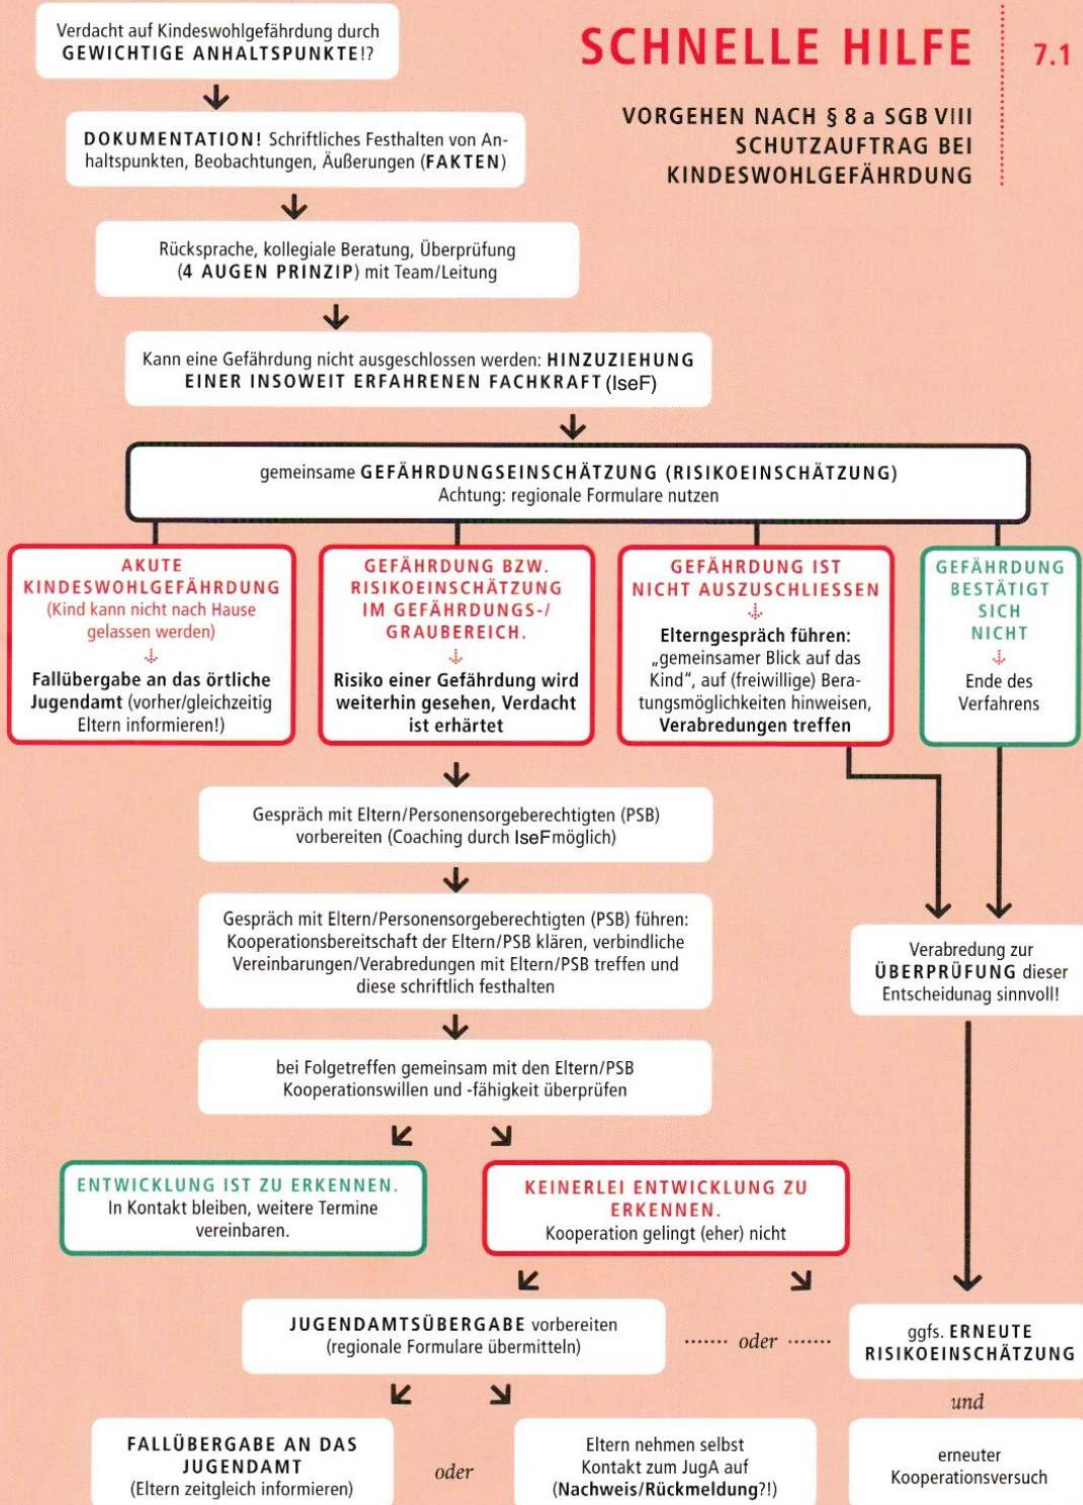 SCHNELLE HILFE
7.1
VORGEHEN NACH § 8 a SGB VIII
SCHUTZAUFTRAG BEI
KINDESWOHLGEFÄHRDUNG
Verdacht auf Kindeswohlgefährdung durch
GEWICHTIGE ANHALTSPUNKTE!?
DOKUMENTATION! Schriftliches Festhalten von An-
haltspunkten, Beobachtungen, Äußerungen (FAKTEN)
Rücksprache, kollegiale Beratung, Überprüfung
(4 AUGEN PRINZIP) mit Team/Leitung
Kann eine Gefährdung nicht ausgeschlossen werden: HINZUZIEHUNG
EINER INSOWEIT ERFAHRENEN FACHKRAFT (IseF)
gemeinsame GEFÄHRDUNGSEINSCHÄTZUNG (RISIKOEINSCHÄTZUNG)
Achtung: regionale Formulare nutzen
AKUTE
KINDESWOHLGEFÄHRDUNG
(Kind kann nicht nach Hause
gelassen werden)
Fallübergabe an das örtliche
Jugendamt (vorher/gleichzeitig
Eltern informieren!)
GEFÄHRDUNG BZW.
RISIKOEINSCHÄTZUNG
IM GEFÄHRDUNGS-/
GRAUBEREICH.
Risiko einer Gefährdung wird
weiterhin gesehen, Verdacht
ist erhärtet
GEFÄHRDUNG IST
NICHT AUSZUSCHLIESSEN
Elterngespräch führen:
„gemeinsamer Blick auf das
Kind“, auf (freiwillige) Bera-
tungsmöglichkeiten hinweisen,
Verabredungen treffen
GEFÄHRDUNG
BESTÄTIGT
SICH
NICHT
Ende des
Verfahrens
Gespräch mit Eltern/Personensorgeberechtigten (PSB)
vorbereiten (Coaching durch IseF möglich)
Gespräch mit Eltern/Personensorgeberechtigten (PSB) führen:
Kooperationsbereitschaft der Eltern/PSB klären, verbindliche
Vereinbarungen/Verabredungen mit Eltern/PSB treffen und
diese schriftlich festhalten
Verabredung zur
ÜBERPRÜFUNG dieser
Entscheidunag sinnvoll!
bei Folgetreffen gemeinsam mit den Eltern/PSB
Kooperationswillen und -fähigkeit überprüfen
ENTWICKLUNG IST ZU ERKENNEN.
In Kontakt bleiben, weitere Termine
vereinbaren.
KEINERLEI ENTWICKLUNG ZU
ERKENNEN.
Kooperation gelingt (eher) nicht
JUGENDAMTSÜBERGABE vorbereiten
(regionale Formulare übermitteln)
....... oder .......
ggfs. ERNEUTE
RISIKOEINSCHÄTZUNG
und
FALLÜBERGABE AN DAS
JUGENDAMT
(Eltern zeitgleich informieren)
oder
Eltern nehmen selbst
Kontakt zum JugA auf
(Nachweis/Rückmeldung?!)
erneuter
Kooperationsversuch